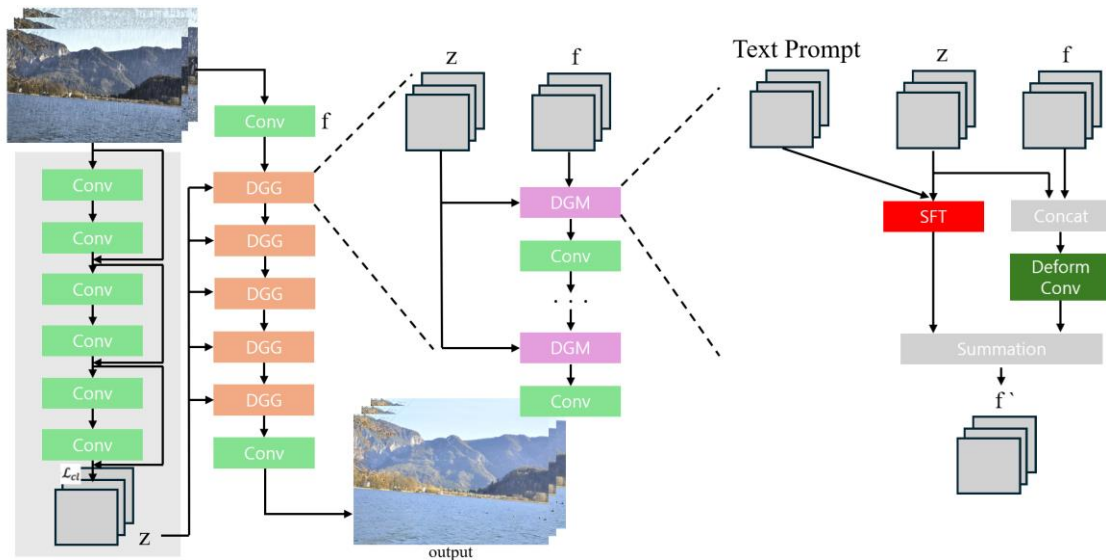 Conv
Conv
Conv
Conv
Conv
Conv
ℒcl
z
Conv
f
DGG
DGG
DGG
DGG
DGG
Conv
output
z
f
DGM
Conv
...
DGM
Conv
Text Prompt
z
f
SFT
Concat
Deform
Conv
Summation
f `